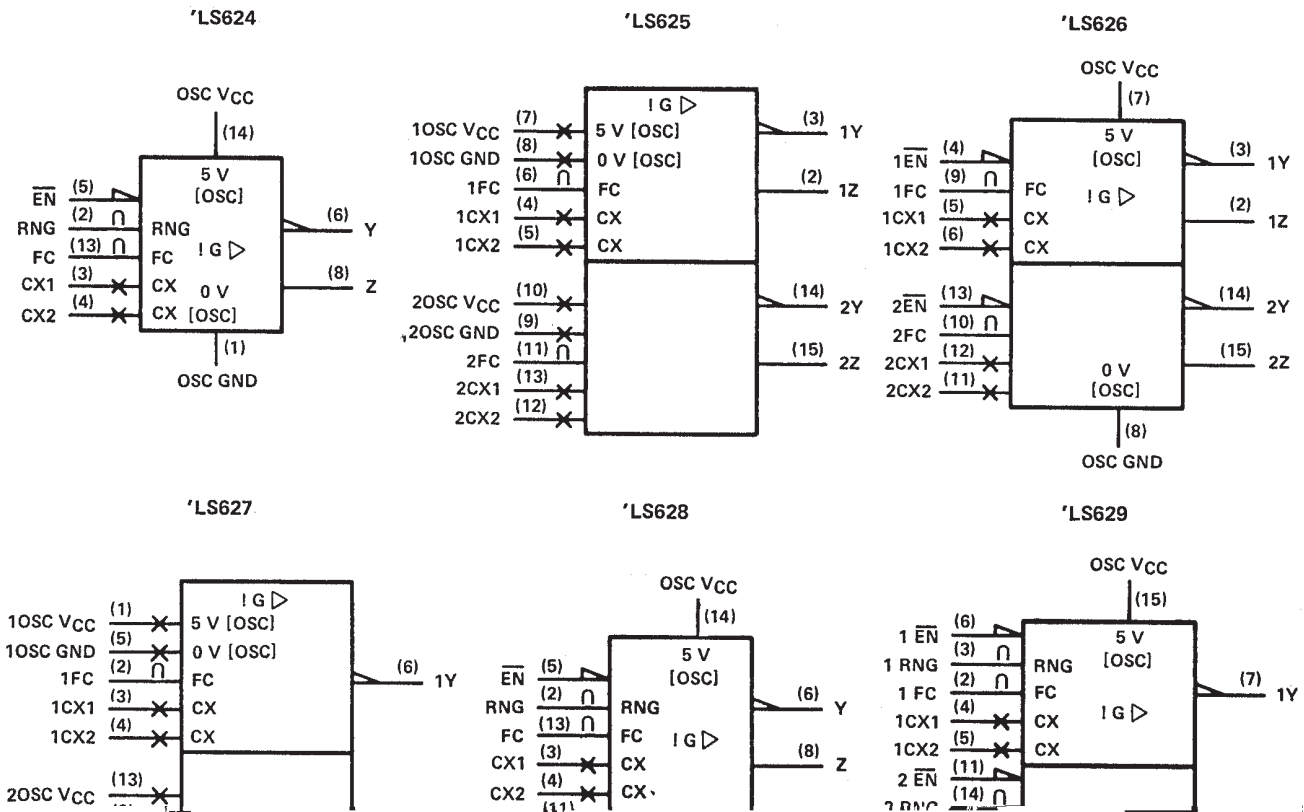 'LS624
OSC VCC
(14)
5 V
[OSC]
EN (5)
RNG (2) ∩ RNG
FC (13) ∩ FC
CX1 (3) CX
CX2 (4) CX
! G ▷
0 V
[OSC]
(6) Y
(8) Z
(1)
OSC GND
'LS625
! G ▷
1OSC VCC (7) 5 V [OSC]
1OSC GND (8) 0 V [OSC]
1FC (6) ∩ FC
1CX1 (4) CX
1CX2 (5) CX
(3) 1Y
(2) 1Z
2OSC VCC (10)
2OSC GND (9)
2FC (11) ∩
2CX1 (13)
2CX2 (12)
(14) 2Y
(15) 2Z
'LS626
OSC VCC
(7)
5 V
[OSC]
1EN (4)
1FC (9) ∩ FC
1CX1 (5) CX
1CX2 (6) CX
! G ▷
(3) 1Y
(2) 1Z
2EN (13)
2FC (10) ∩
2CX1 (12)
2CX2 (11)
0 V
[OSC]
(14) 2Y
(15) 2Z
(8)
OSC GND
'LS627
! G ▷
1OSC VCC (1) 5 V [OSC]
1OSC GND (5) 0 V [OSC]
1FC (2) ∩ FC
1CX1 (3) CX
1CX2 (4) CX
(6) 1Y
2OSC VCC (13)
'LS628
OSC VCC
(14)
5 V
[OSC]
EN (5)
RNG (2) ∩ RNG
FC (13) ∩ FC
CX1 (3) CX
CX2 (4) CX
(11)
! G ▷
(6) Y
(8) Z
'LS629
OSC VCC
(15)
5 V
[OSC]
1 EN (6)
1 RNG (3) ∩ RNG
1 FC (2) ∩ FC
1CX1 (4) CX
1CX2 (5) CX
! G ▷
(7) 1Y
2 EN (11)
2 RNG (14) ∩